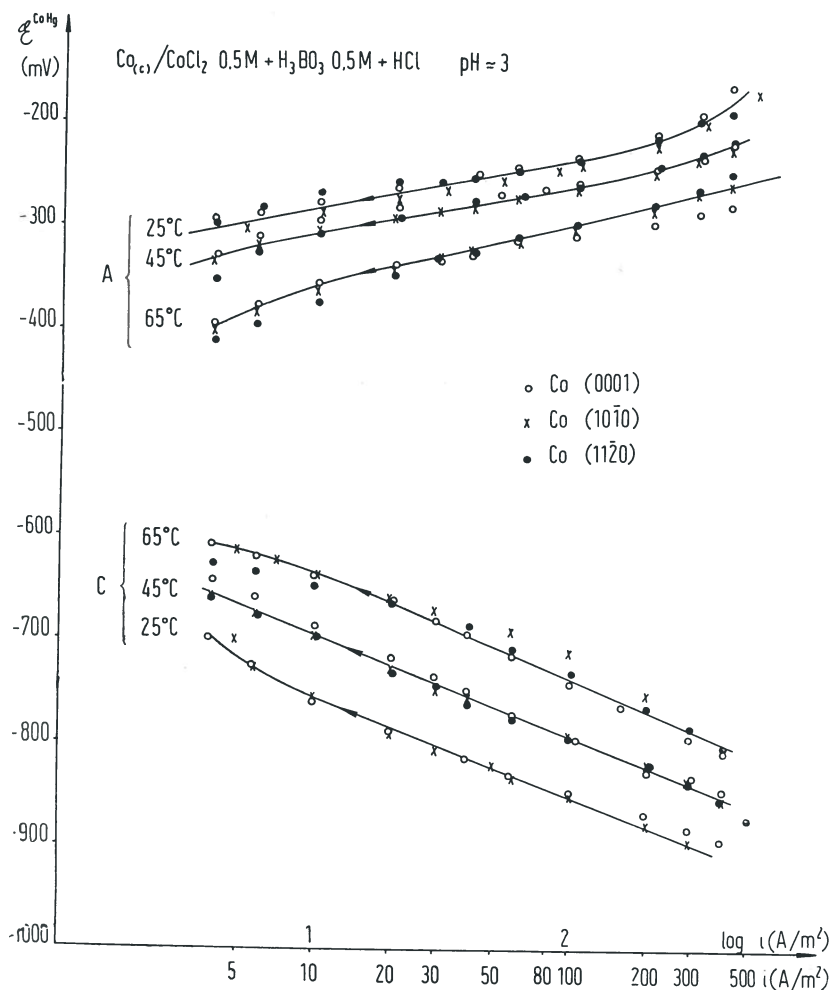 ℰ CoHg
(mV)
Co(c)/CoCl₂ 0,5M + H₃BO₃ 0,5M + HCl pH ≃ 3
-200
-300
-400
-500
-600
-700
-800
-900
-1000
A
25°C
45°C
65°C
Co (0001)
Co (101̄0)
Co (112̄0)
C
65°C
45°C
25°C
1 2 log i (A/m²)
5 10 20 30 50 80 100 200 300 500 i (A/m²)